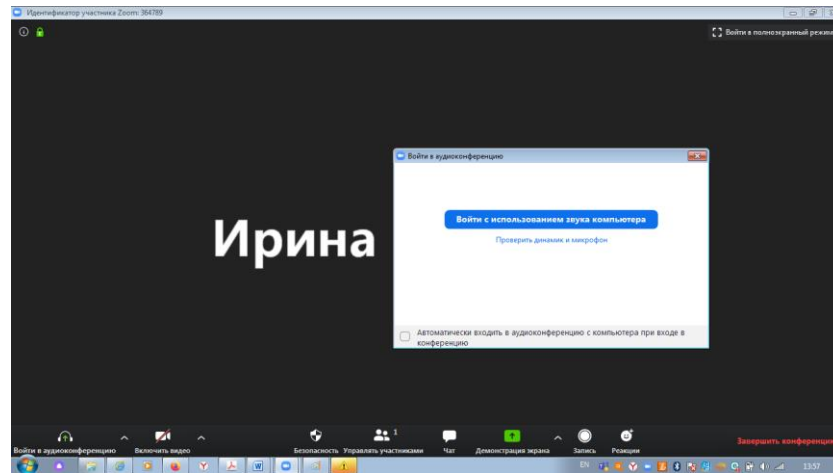 Идентификатор участника Zoom: 364789
Войти в полноэкранный режим
Войти в аудиоконференцию
Войти с использованием звука компьютера
Проверить динамик и микрофон
Ирина
Автоматически входить в аудиоконференцию с компьютера при входе в
конференцию
1
Войти в аудиоконференцию Включить видео Безопасность Управлять участниками Чат Демонстрация экрана Запись Реакции Завершить конференцию
EN 13:57